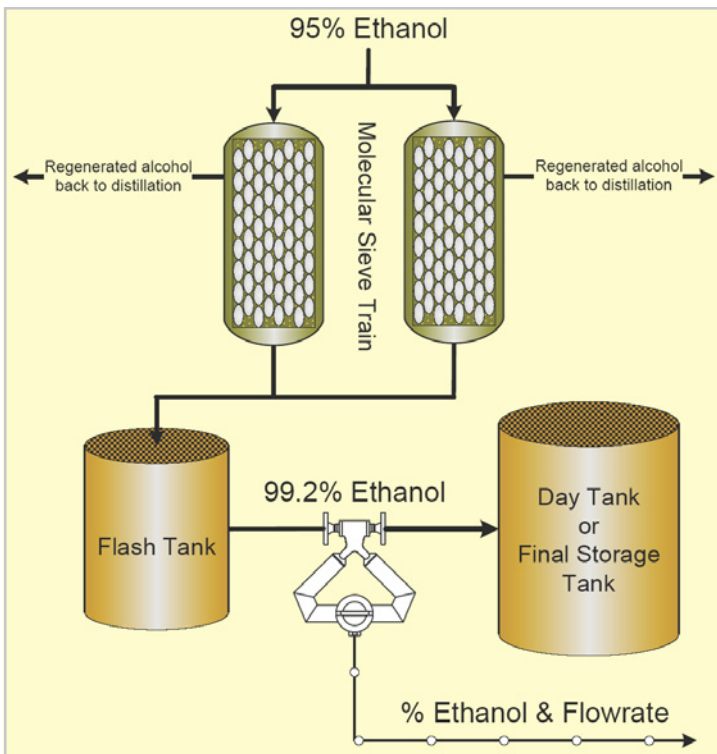 95% Ethanol
Regenerated alcohol
back to distillation
Molecular Sieve Train
Regenerated alcohol
back to distillation
Flash Tank
99.2% Ethanol
Day Tank
or
Final Storage
Tank
% Ethanol & Flowrate